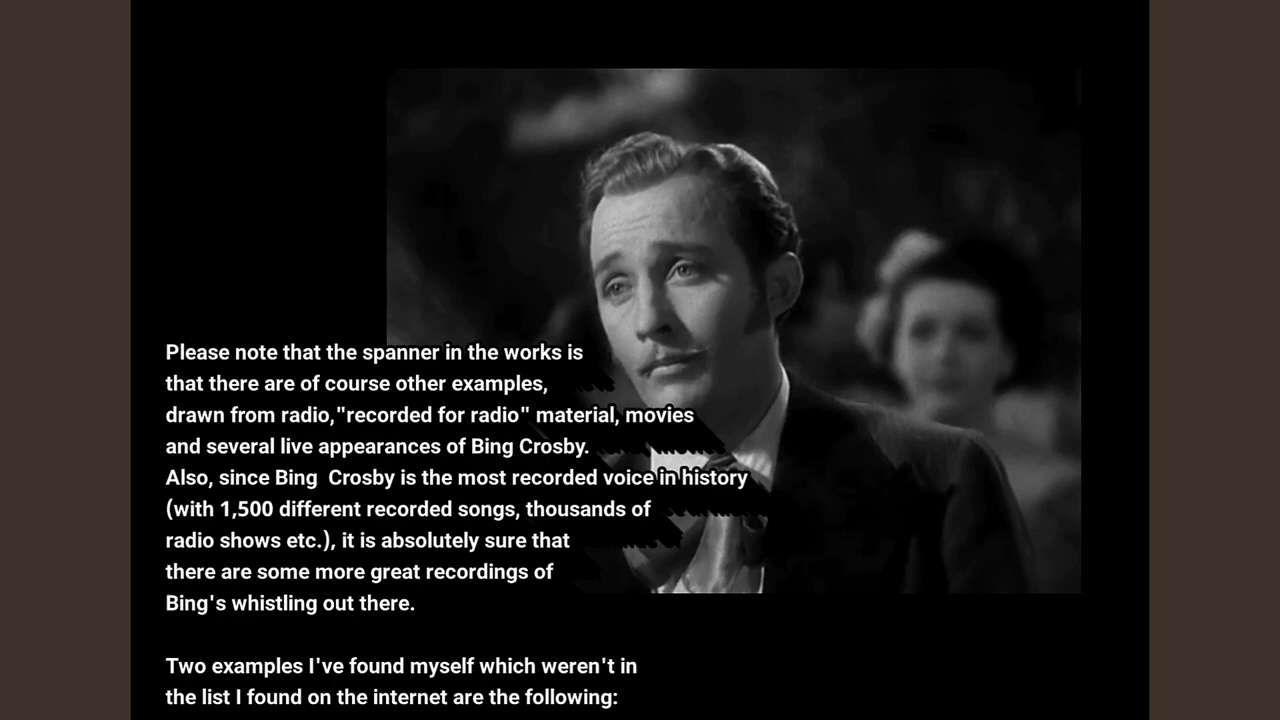 Please note that the spanner in the works is
that there are of course other examples,
drawn from radio,"recorded for radio" material, movies
and several live appearances of Bing Crosby.
Also, since Bing  Crosby is the most recorded voice in history
(with 1,500 different recorded songs, thousands of
radio shows etc.), it is absolutely sure that
there are some more great recordings of
Bing's whistling out there.
Two examples I've found myself which weren't in
the list I found on the internet are the following: